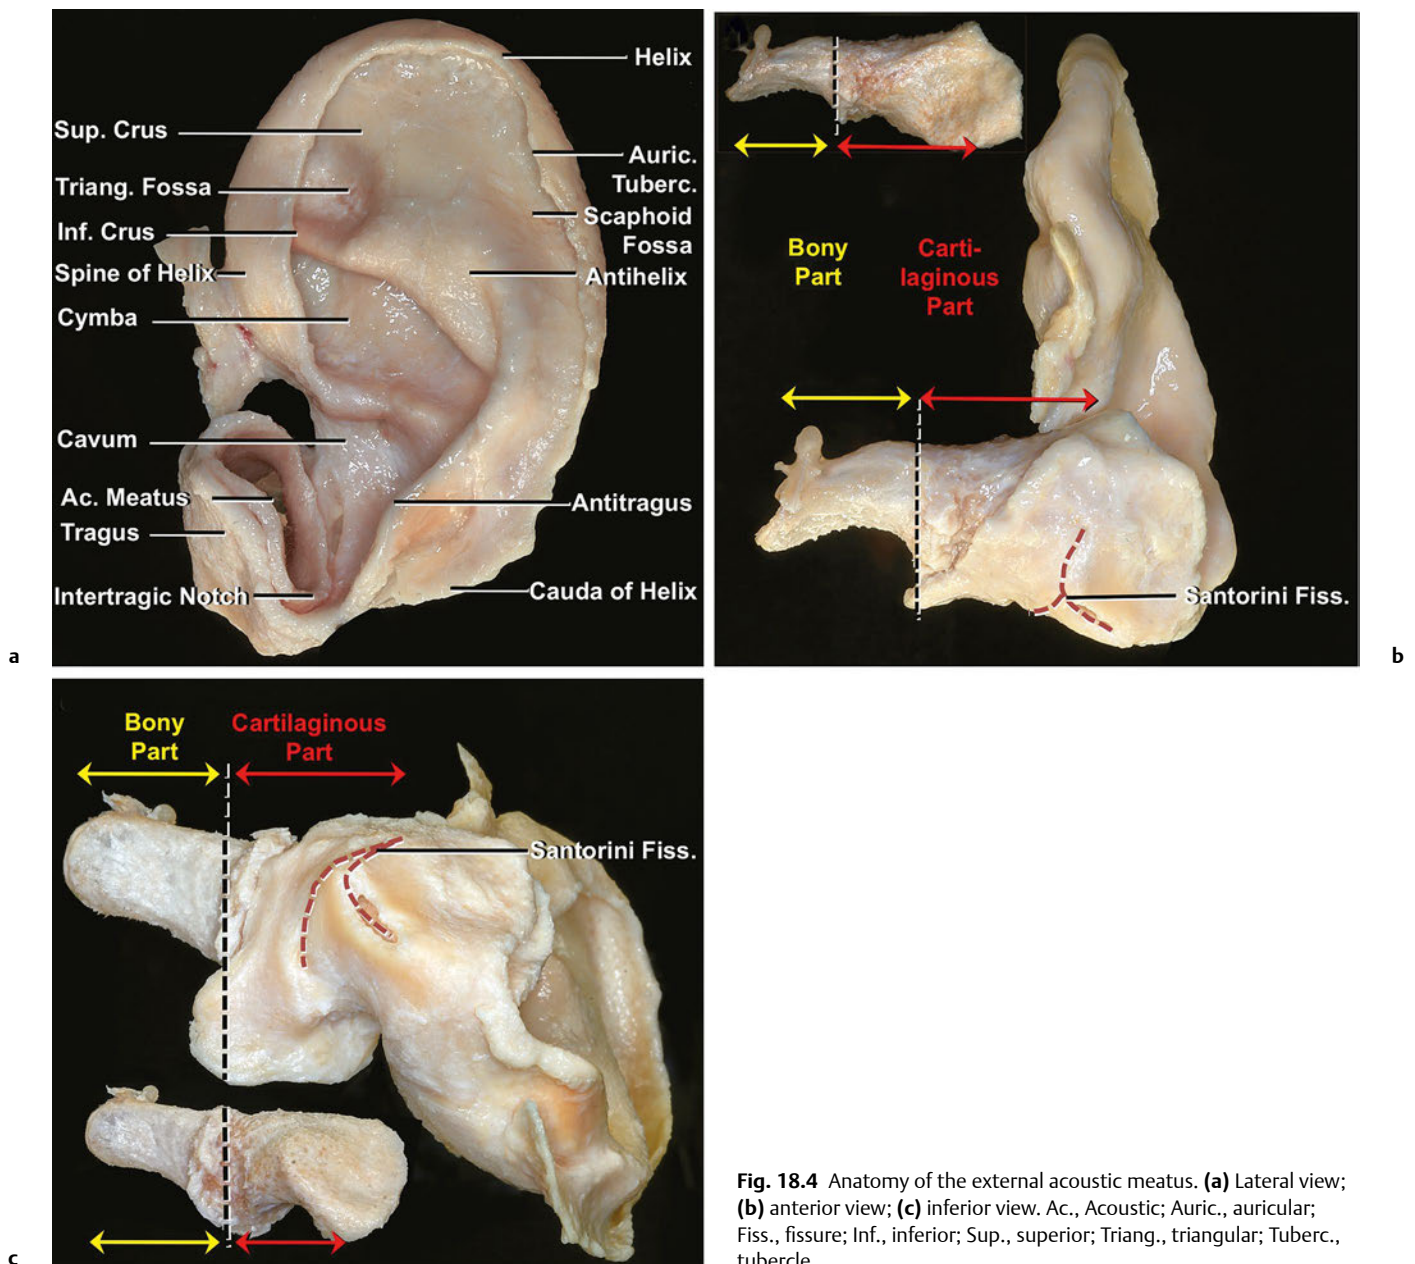 Helix
Sup. Crus
Auric.
Tuberc.
Triang. Fossa
Scaphoid
Fossa
Inf. Crus
Spine of Helix
Antihelix
Cymba
Cavum
Ac. Meatus
Antitragus
Tragus
Intertragic Notch
Cauda of Helix
a
Bony
Part
Carti-
laginous
Part
Santorini Fiss.
b
Bony
Part
Cartilaginous
Part
Santorini Fiss.
c
Fig. 18.4 Anatomy of the external acoustic meatus. (a) Lateral view;
(b) anterior view; (c) inferior view. Ac., Acoustic; Auric., auricular;
Fiss., fissure; Inf., inferior; Sup., superior; Triang., triangular; Tuberc.,
tubercle